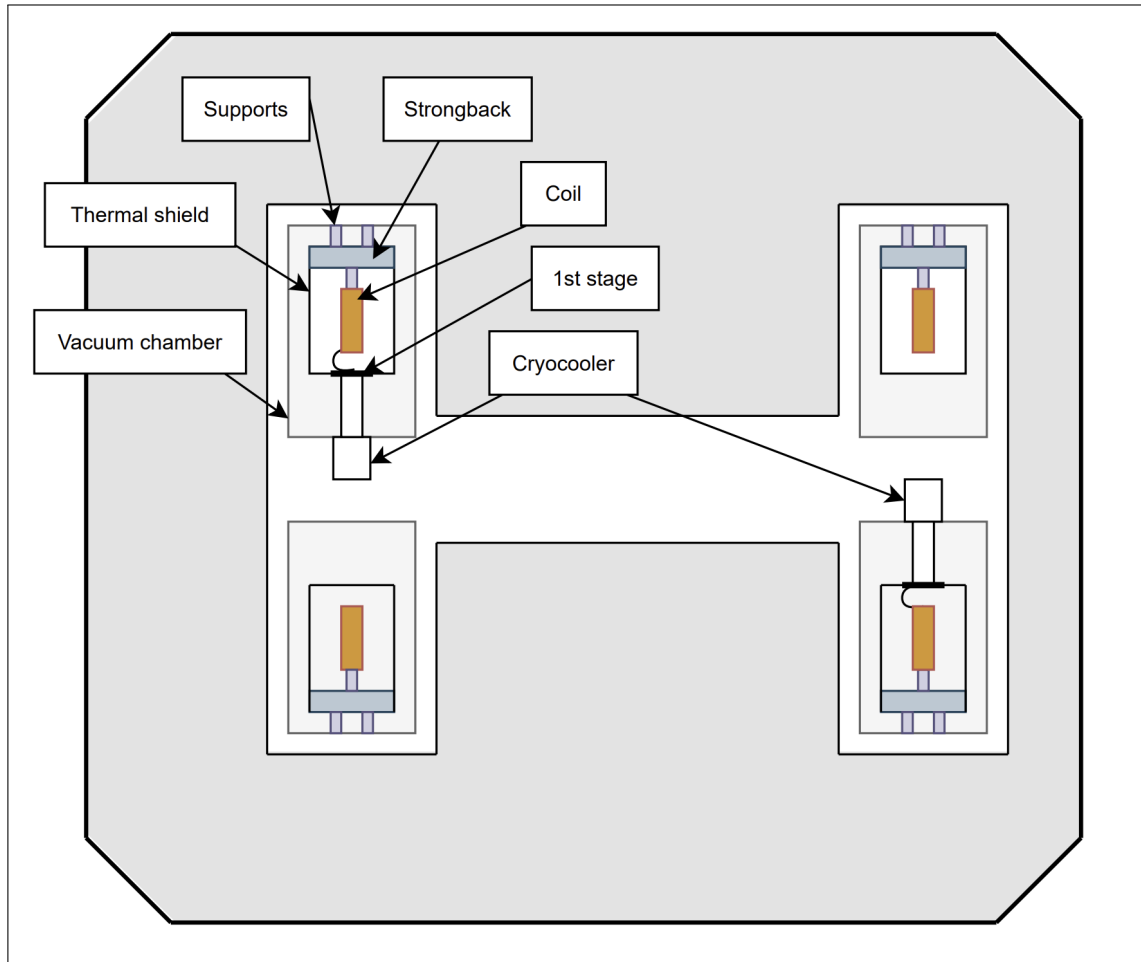 Supports
Strongback
Coil
Thermal shield
1st stage
Vacuum chamber
Cryocooler